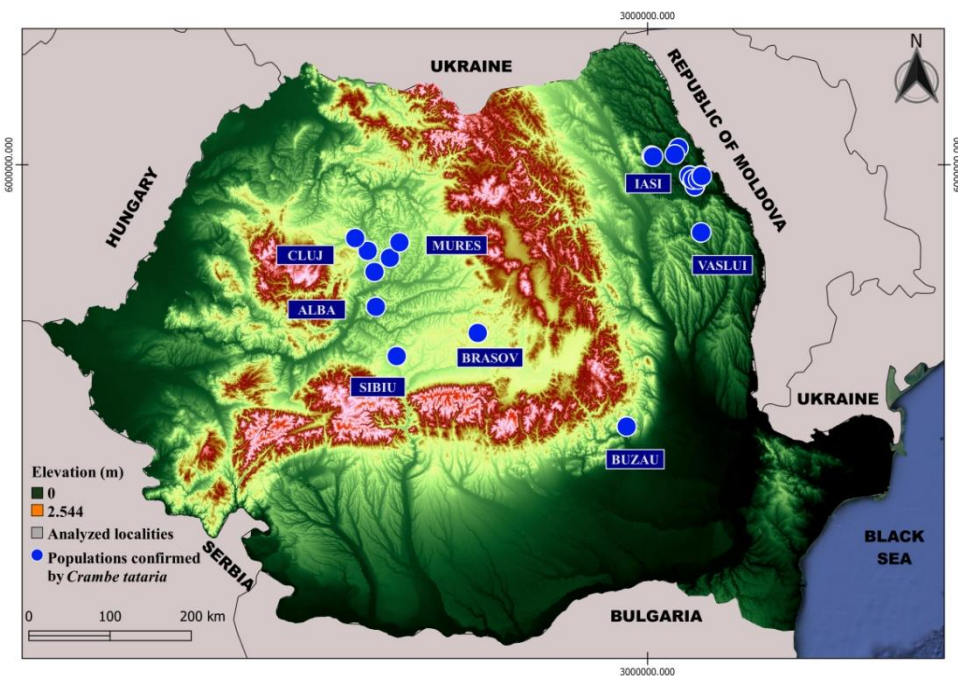 3000000.000
UKRAINE
N
REPUBLIC OF MOLDOVA
6000000.000
6000000.000
HUNGARY
IASI
CLUJ
MURES
VASLUI
ALBA
BRASOV
SIBIU
UKRAINE
BUZAU
Elevation (m)
0
2.544
Analyzed localities
Populations confirmed
by Crambe tataria
SERBIA
BLACK
SEA
0 100 200 km
BULGARIA
3000000.000